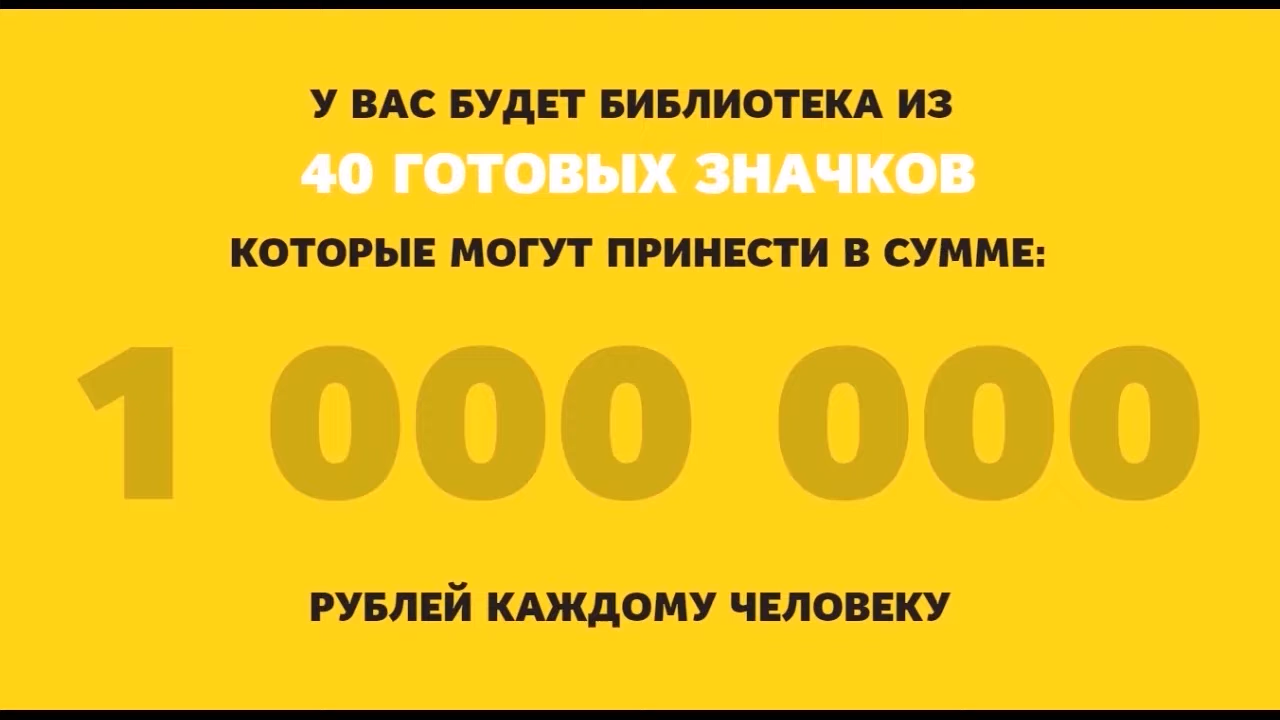 У ВАС БУДЕТ БИБЛИОТЕКА ИЗ
40 ГОТОВЫХ ЗНАЧКОВ
КОТОРЫЕ МОГУТ ПРИНЕСТИ В СУММЕ:
1 000 000
РУБЛЕЙ КАЖДОМУ ЧЕЛОВЕКУ